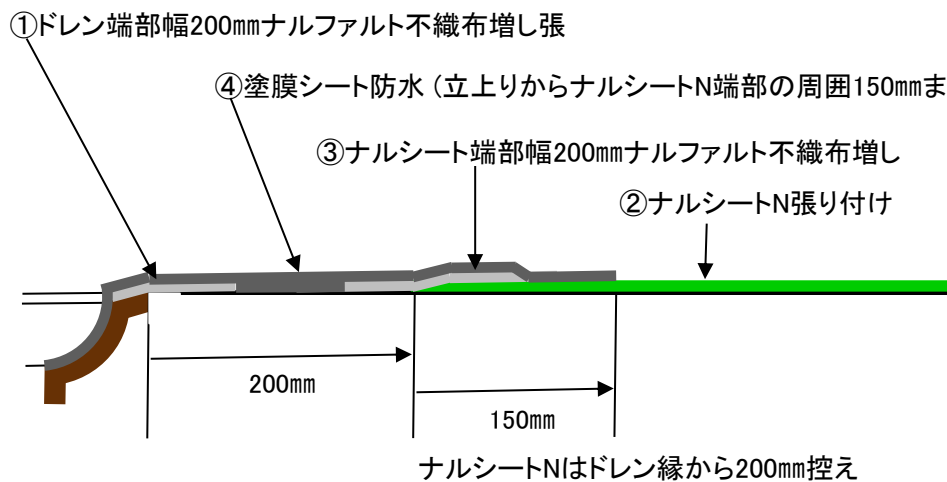 ①ドレン端部幅200㎜ナルファルト不織布増し張
④塗膜シート防水（立上りからナルシートN端部の周囲150㎜ま
③ナルシート端部幅200㎜ナルファルト不織布増し
②ナルシートN張り付け
200㎜
150㎜
ナルシートNはドレン縁から200㎜控え